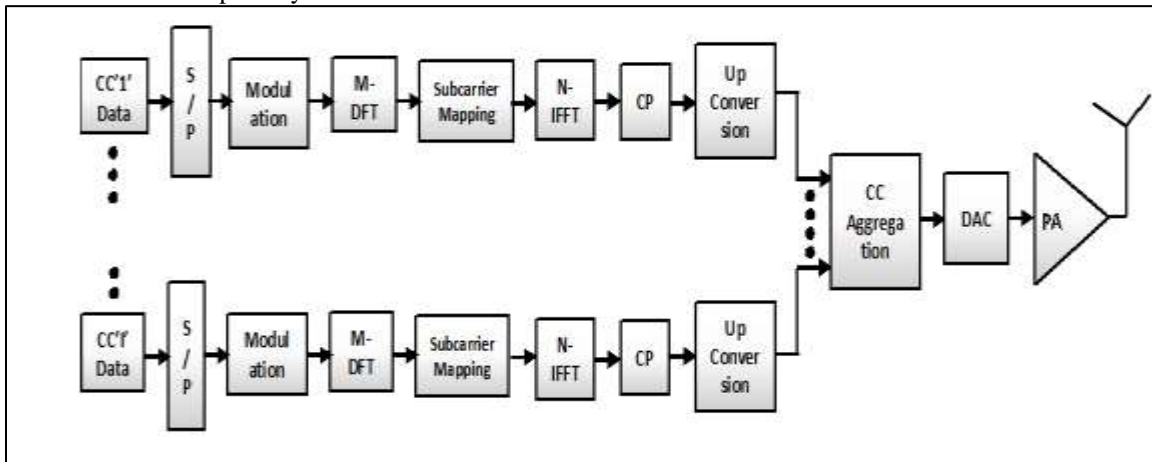 CC'1'
Data
S
/
P
Modul
ation
M-
DFT
Subcarrier
Mapping
N-
IFFT
CP
Up
Conver
sion
CC
Aggrega
tion
DAC
PA
CC'l'
Data
S
/
P
Modul
ation
M-
DFT
Subcarrier
Mapping
N-
IFFT
CP
Up
Conver
sion